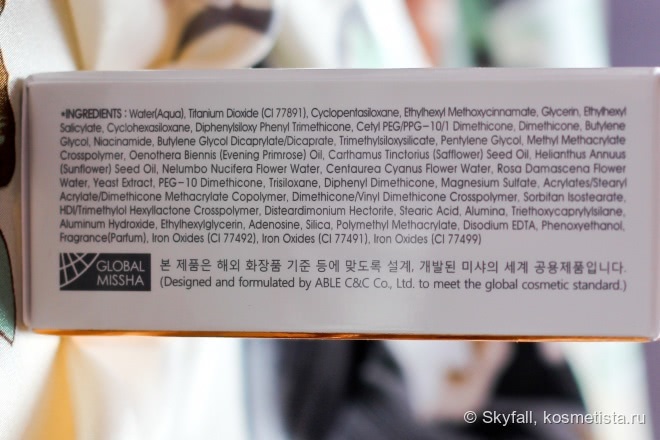 *INGREDIENTS : Water(Aqua), Titanium Dioxide (CI 77891), Cyclopentasiloxane, Ethylhexyl Methoxycinnamate, Glycerin, Ethylhexyl
Salicylate, Cyclohexasiloxane, Diphenylsiloxy Phenyl Trimethicone, Cetyl PEG/PPG-10/1 Dimethicone, Dimethicone, Butylene
Glycol, Niacinamide, Butylene Glycol Dicaprylate/Dicaprate, Trimethylsiloxysilicate, Pentylene Glycol, Methyl Methacrylate
Crosspolymer, Oenothera Biennis (Evening Primrose) Oil, Carthamus Tinctorius (Safflower) Seed Oil, Helianthus Annuus
(Sunflower) Seed Oil, Nelumbo Nucifera Flower Water, Centaurea Cyanus Flower Water, Rosa Damascena Flower
Water, Yeast Extract, PEG-10 Dimethicone, Trisiloxane, Diphenyl Dimethicone, Magnesium Sulfate, Acrylates/Stearyl
Acrylate/Dimethicone Methacrylate Copolymer, Dimethicone/Vinyl Dimethicone Crosspolymer, Sorbitan Isostearate,
HDI/Trimethylol Hexyllactone Crosspolymer, Disteardimonium Hectorite, Stearic Acid, Alumina, Triethoxycaprylylsilane,
Aluminum Hydroxide, Ethylhexylglycerin, Adenosine, Silica, Polymethyl Methacrylate, Disodium EDTA, Phenoxyethanol,
Fragrance(Parfum), Iron Oxides (CI 77492), Iron Oxides (CI 77491), Iron Oxides (CI 77499)
GLOBAL
MISSHA
본 제품은 해외 화장품 기준 등에 맞도록 설계, 개발된 미샤의 세계 공용제품입니다.
(Designed and formulated by ABLE C&C Co., Ltd. to meet the global cosmetic standard.)
© Skyfall, kosmetista.ru